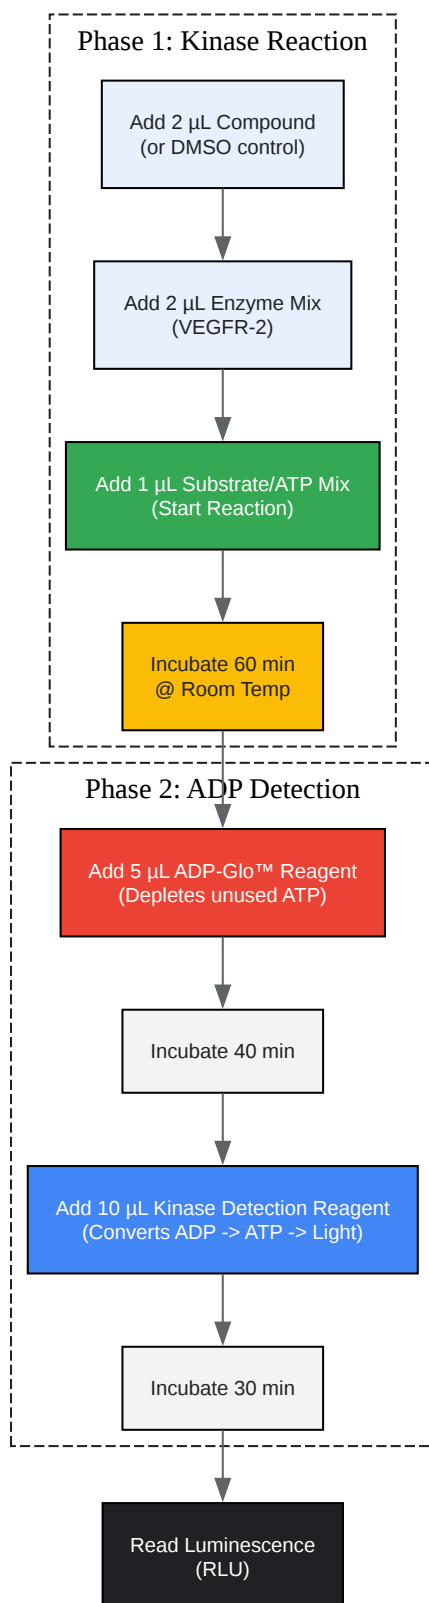 Phase 1: Kinase Reaction
Add 2 µL Compound
(or DMSO control)
Add 2 µL Enzyme Mix
(VEGFR-2)
Add 1 µL Substrate/ATP Mix
(Start Reaction)
Incubate 60 min
@ Room Temp
Phase 2: ADP Detection
Add 5 µL ADP-Glo™ Reagent
(Depletes unused ATP)
Incubate 40 min
Add 10 µL Kinase Detection Reagent
(Converts ADP -> ATP -> Light)
Incubate 30 min
Read Luminescence
(RLU)